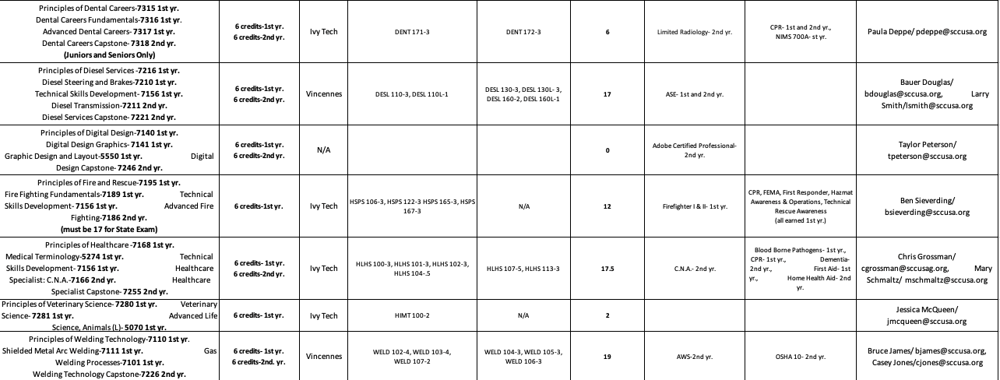 Principles of Dental Careers-7315 1st yr.
Dental Careers Fundamentals-7316 1st yr.
Advanced Dental Careers- 7317 1st yr.
Dental Careers Capstone- 7318 2nd yr.
(Juniors and Seniors Only)
6 credits-1st yr.
6 credits-2nd yr.
Ivy Tech
DENT 171-3
DENT 172-3
6
Limited Radiology- 2nd yr.
CPR- 1st and 2nd yr.,
NIMS 700A- st yr.
Paula Deppe/ pdeppe@sccusa.org
Principles of Diesel Services -7216 1st yr.
Diesel Steering and Brakes-7210 1st yr.
Technical Skills Development- 7156 1st yr.
Diesel Transmission-7211 2nd yr.
Diesel Services Capstone- 7221 2nd yr.
6 credits-1st yr.
6 credits-2nd yr.
Vincennes
DESL 110-3, DESL 110L-1
DESL 130-3, DESL 130L- 3,
DESL 160-2, DESL 160L-1
17
ASE- 1st and 2nd yr.
Bauer Douglas/
bdouglas@sccusa.org, Larry
Smith/lsmith@sccusa.org
Principles of Digital Design-7140 1st yr.
Digital Design Graphics- 7141 1st yr.
Graphic Design and Layout-5550 1st yr. Digital
Design Capstone- 7246 2nd yr.
6 credits-1st yr.
6 credits-2nd yr.
N/A
0
Adobe Certified Professional-
2nd yr.
Taylor Peterson/
tpeterson@sccusa.org
Principles of Fire and Rescue-7195 1st yr.
Fire Fighting Fundamentals-7189 1st yr. Technical
Skills Development- 7156 1st yr. Advanced Fire
Fighting-7186 2nd yr.
(must be 17 for State Exam)
6 credits-1st yr.
Ivy Tech
HSPS 106-3, HSPS 122-3 HSPS 165-3, HSPS
167-3
N/A
12
Firefighter I & II- 1st yr.
CPR, FEMA, First Responder, Hazmat
Awareness & Operations, Technical
Rescue Awareness
(all earned 1st yr.)
Ben Sieverding/
bsieverding@sccusa.org
Principles of Healthcare -7168 1st yr.
Medical Terminology-5274 1st yr. Technical
Skills Development- 7156 1st yr. Healthcare
Specialist: C.N.A.-7166 2nd yr. Healthcare
Specialist Capstone- 7255 2nd yr.
6 credits- 1st yr.
6 credits-2nd yr.
Ivy Tech
HLHS 100-3, HLHS 101-3, HLHS 102-3,
HLHS 104-.5
HLHS 107-5, HLHS 113-3
17.5
C.N.A.- 2nd yr.
Blood Borne Pathogens- 1st yr.,
CPR- 1st yr., Dementia-
2nd yr., First Aid- 1st
yr., Home Health Aid- 2nd
yr.
Chris Grossman/
cgrossman@sccusag.org, Mary
Schmaltz/ mschmaltz@sccusa.org
Principles of Veterinary Science- 7280 1st yr. Veterinary
Science- 7281 1st yr. Advanced Life
Science, Animals (L)- 5070 1st yr.
6 credits- 1st yr.
Ivy Tech
HIMT 100-2
N/A
2
Jessica McQueen/
jmcqueen@sccusa.org
Principles of Welding Technology-7110 1st yr.
Shielded Metal Arc Welding-7111 1st yr. Gas
Welding Processes-7101 1st yr.
Welding Technology Capstone-7226 2nd yr.
6 credits- 1st yr.
6 credits-2nd. yr.
Vincennes
WELD 102-4, WELD 103-4,
WELD 107-2
WELD 104-3, WELD 105-3,
WELD 106-3
19
AWS-2nd yr.
OSHA 10- 2nd yr.
Bruce James/ bjames@sccusa.org,
Casey Jones/cjones@sccusa.org